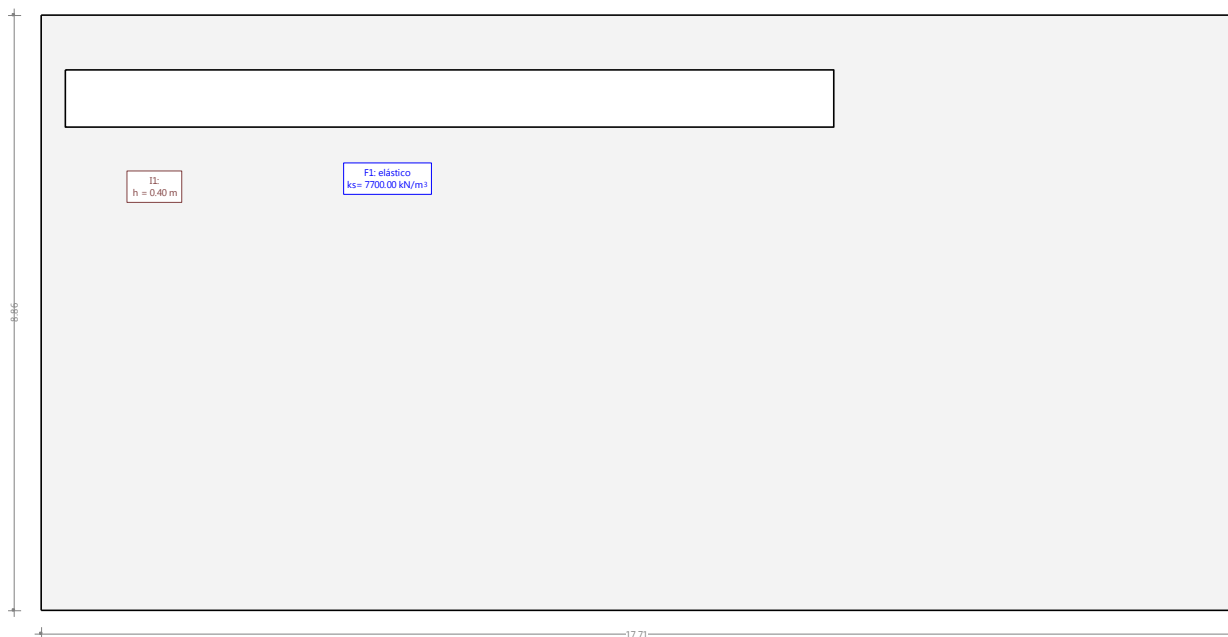 I1:
h = 0.40 m
F1: elástico
ks= 7700.00 kN/m³
8.86
17.71